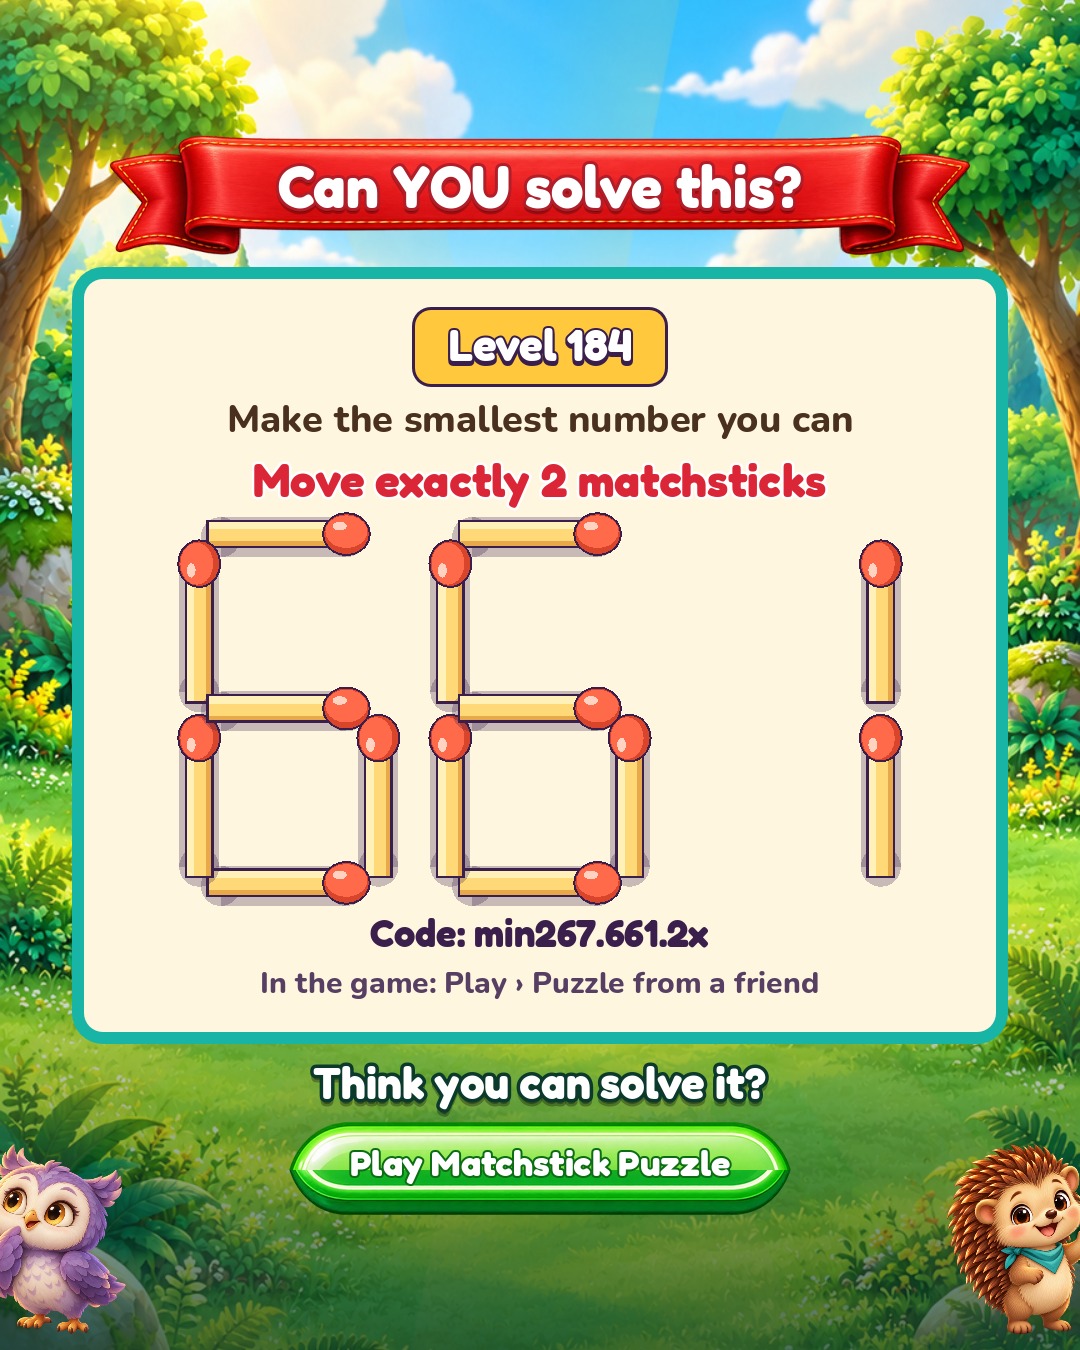 Can YOU solve this?
Level 184
Make the smallest number you can
Move exactly 2 matchsticks
661
Code: min267.661.2x
In the game: Play › Puzzle from a friend
Think you can solve it?
Play Matchstick Puzzle